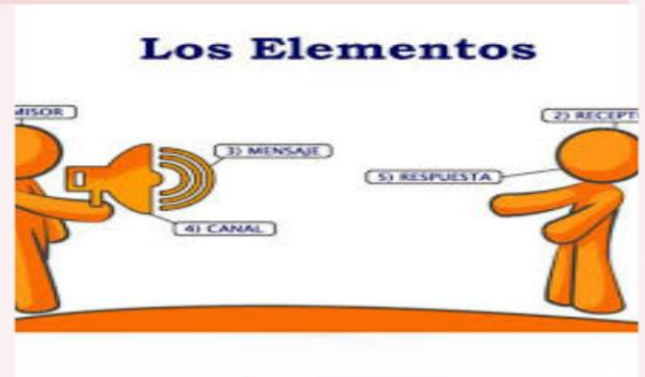 Los Elementos
MISOR
2) RECEPT
3) MENSAJE
5) RESPUESTA
4) CANAL